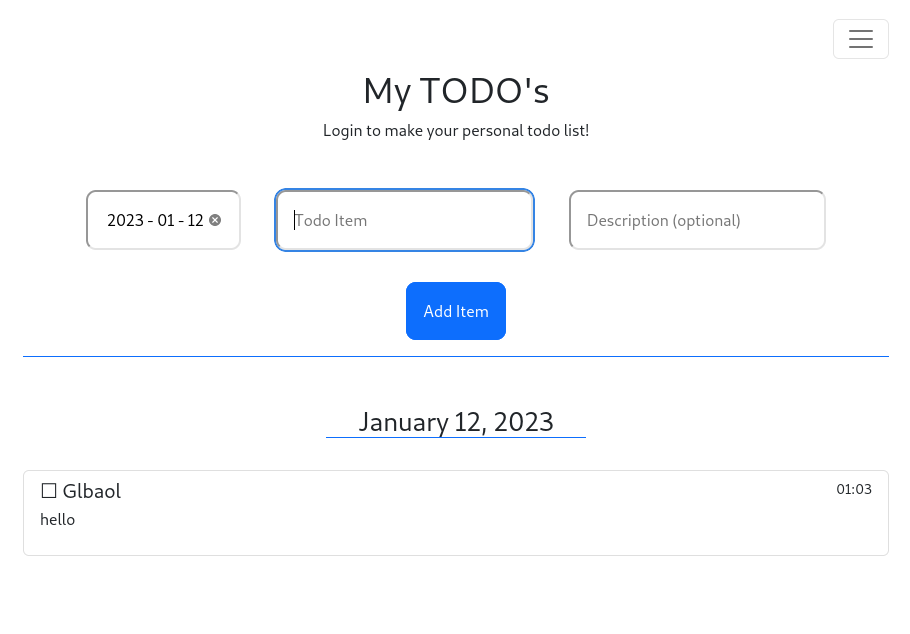 My TODO's
Login to make your personal todo list!
2023 - 01 - 12 Todo Item Description (optional)
Add Item
January 12, 2023
Glbaol 01:03
hello